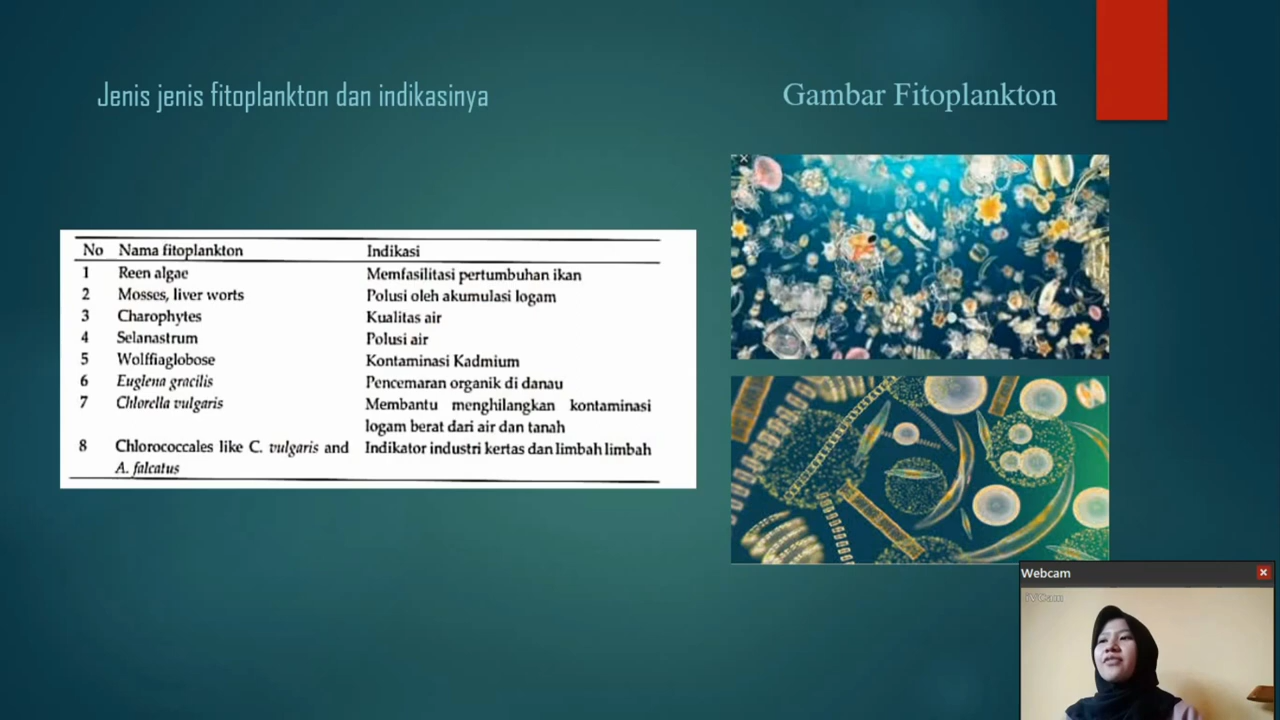 Jenis jenis fitoplankton dan indikasinya
Gambar Fitoplankton
No Nama fitoplankton Indikasi
1 Reen algae Memfasilitasi pertumbuhan ikan
2 Mosses, liver worts Polusi oleh akumulasi logam
3 Charophytes Kualitas air
4 Selanastrum Polusi air
5 Wolffiaglobose Kontaminasi Kadmium
6 Euglena gracilis Pencemaran organik di danau
7 Chlorella vulgaris Membantu menghilangkan kontaminasi
logam berat dari air dan tanah
8 Chlorococcales like C. vulgaris and Indikator industri kertas dan limbah limbah
A. falcatus
Webcam
iVCam